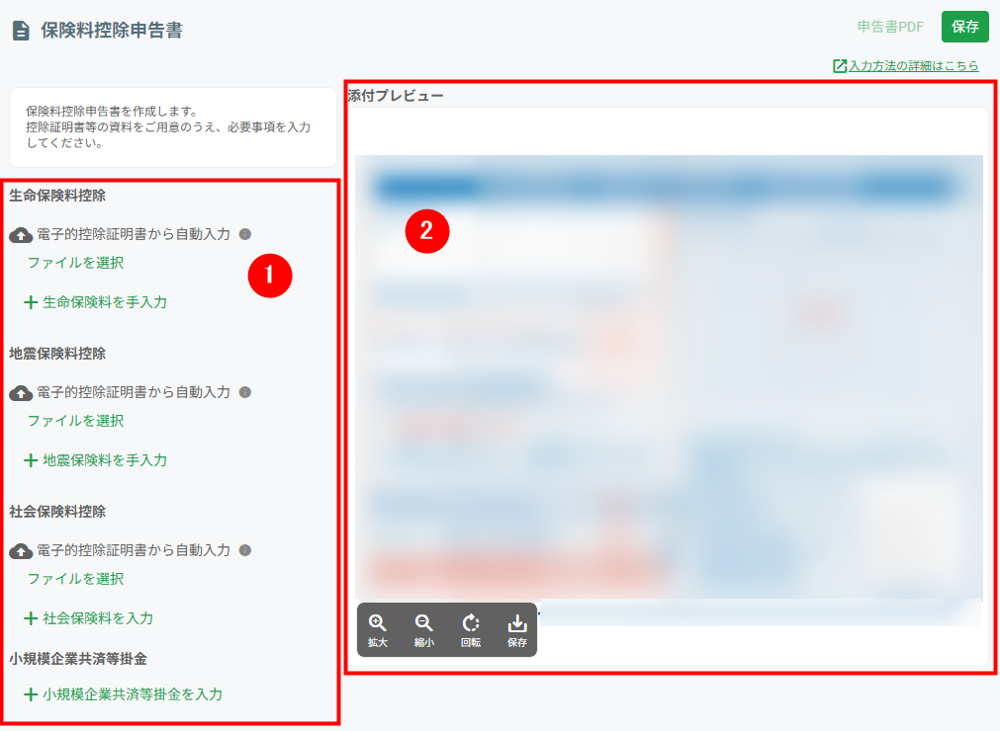 保険料控除申告書
申告書PDF
保存
入力方法の詳細はこちら
保険料控除申告書を作成します。
控除証明書等の資料をご用意のうえ、必要事項を入力
してください。
生命保険料控除
電子的控除証明書から自動入力
ファイルを選択
1
+ 生命保険料を手入力
地震保険料控除
電子的控除証明書から自動入力
ファイルを選択
+ 地震保険料を手入力
社会保険料控除
電子的控除証明書から自動入力
ファイルを選択
+ 社会保険料を入力
小規模企業共済等掛金
+ 小規模企業共済等掛金を入力
添付プレビュー
2
拡大
縮小
回転
保存